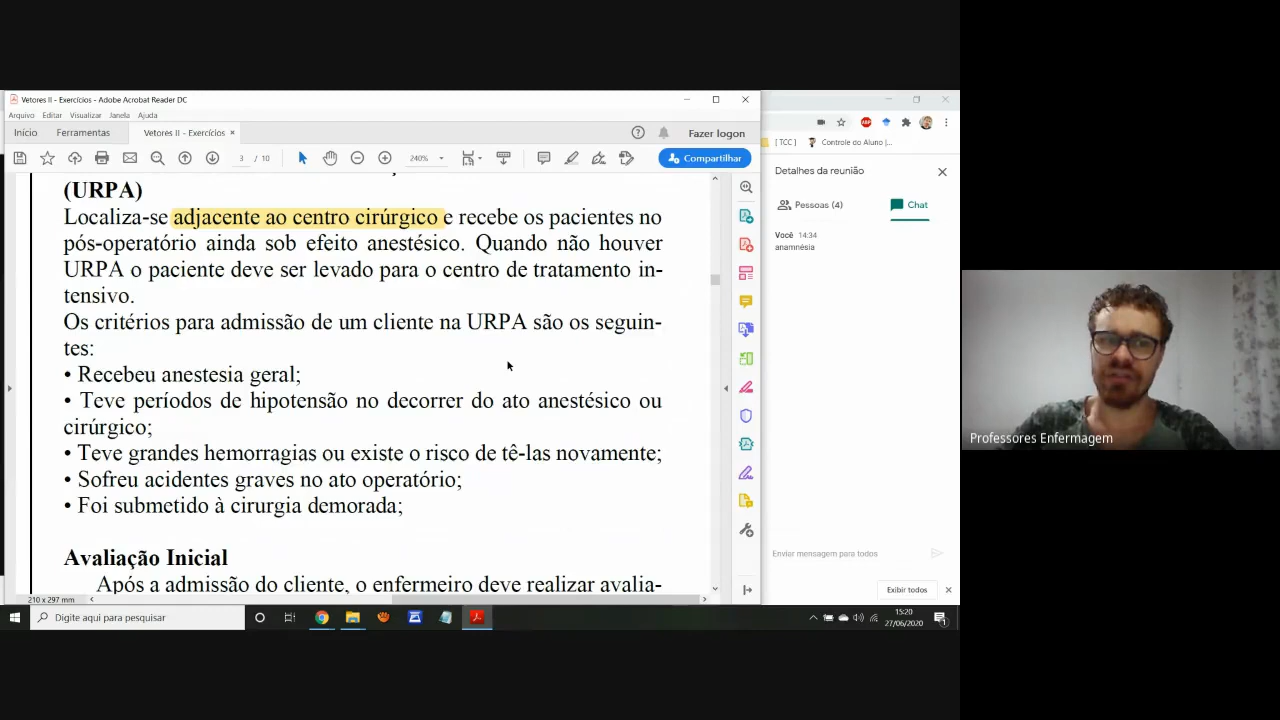 Vetores II - Exercícios - Adobe Acrobat Reader DC
Arquivo Editar Visualizar Janela Ajuda
Início Ferramentas Vetores II - Exercícios × Fazer logon
3 / 10 240% Compartilhar
(URPA)
Localiza-se adjacente ao centro cirúrgico e recebe os pacientes no
pós-operatório ainda sob efeito anestésico. Quando não houver
URPA o paciente deve ser levado para o centro de tratamento in-
tensivo.
Os critérios para admissão de um cliente na URPA são os seguin-
tes:
• Recebeu anestesia geral;
• Teve períodos de hipotensão no decorrer do ato anestésico ou
cirúrgico;
• Teve grandes hemorragias ou existe o risco de tê-las novamente;
• Sofreu acidentes graves no ato operatório;
• Foi submetido à cirurgia demorada;
Avaliação Inicial
Após a admissão do cliente, o enfermeiro deve realizar avalia-
210 x 297 mm
ABP
[ TCC ] Controle do Aluno |...
Detalhes da reunião
Pessoas (4) Chat
Você 14:34
anamnésia
Enviar mensagem para todos
Exibir todos
Digite aqui para pesquisar
15:20
27/06/2020
1
Professores Enfermagem